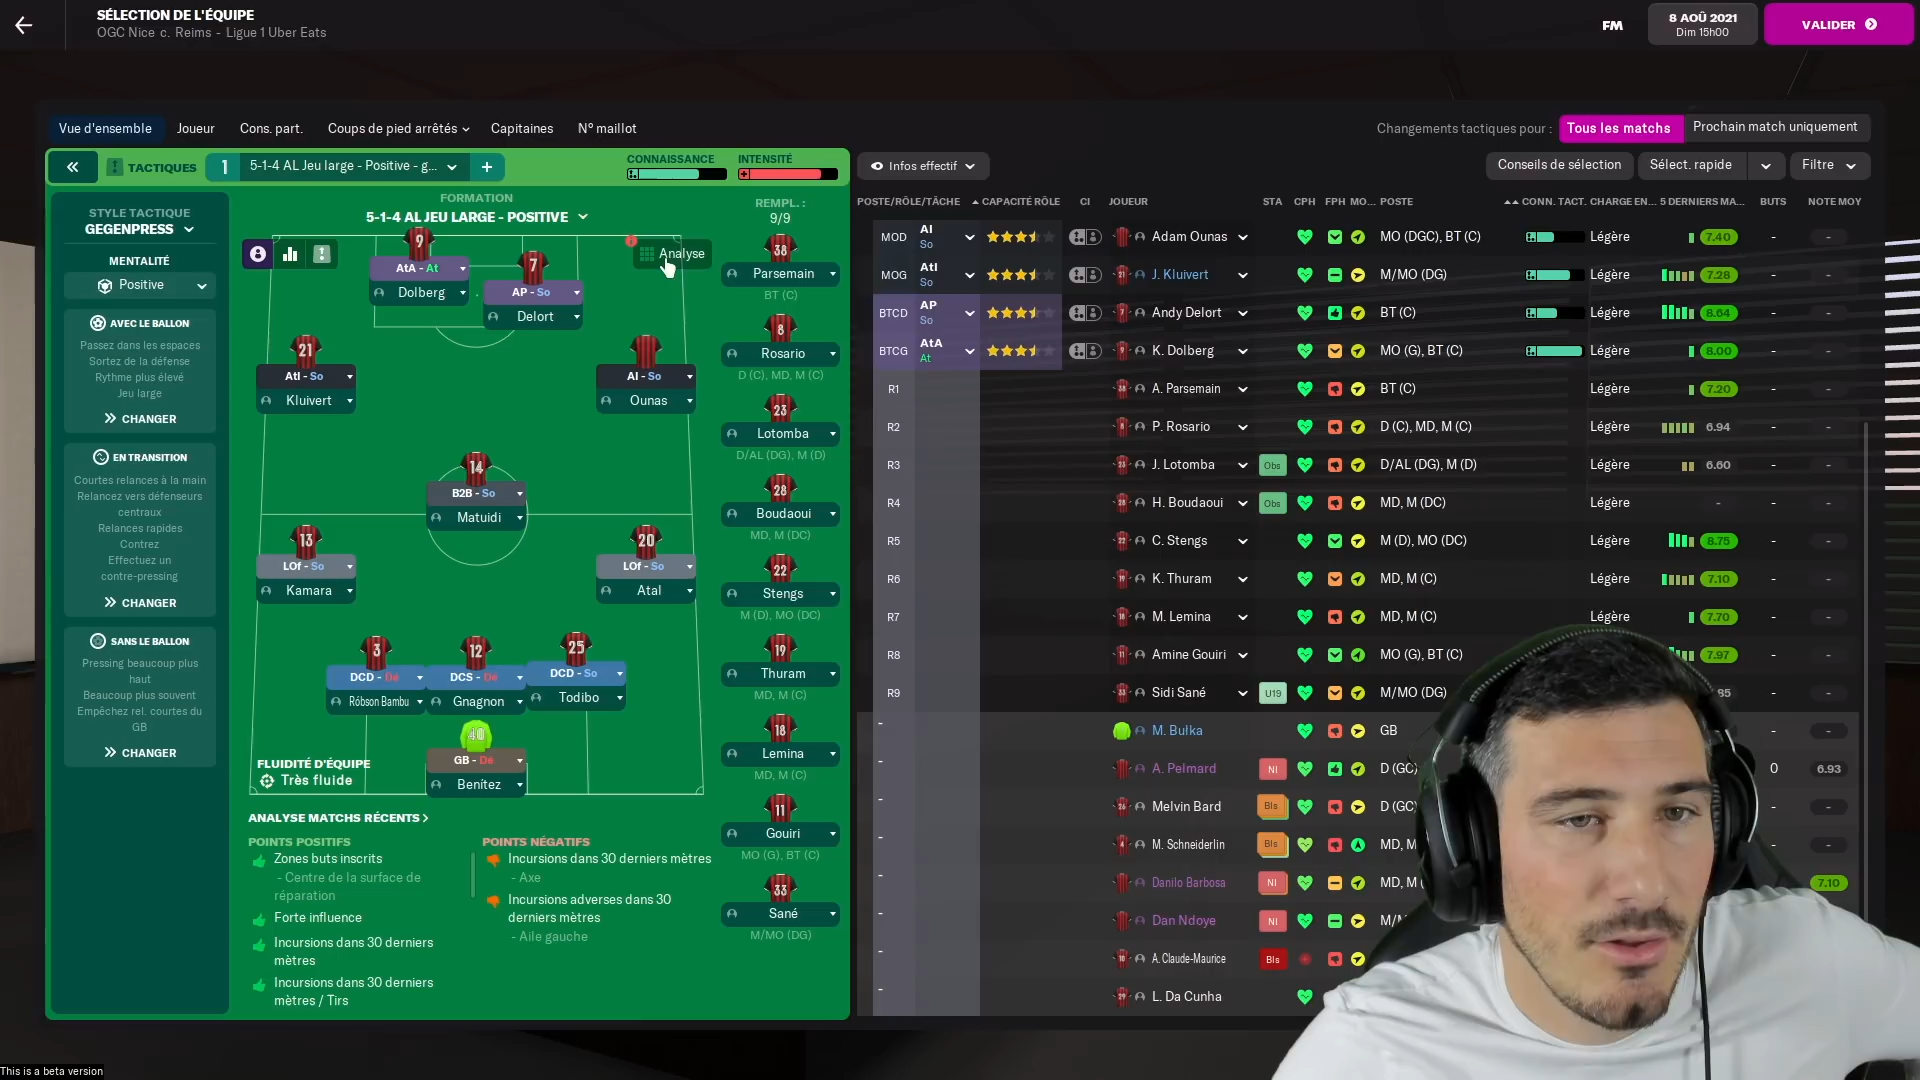 SÉLECTION DE L'ÉQUIPE
OGC Nice c. Reims - Ligue 1 Uber Eats
FM
8 AOÛ 2021
Dim 15h00
VALIDER
Vue d'ensemble
Joueur
Cons. part.
Coups de pied arrêtés
Capitaines
N° maillot
Changements tactiques pour :
Tous les matchs
Prochain match uniquement
TACTIQUES
1
5-1-4 AL Jeu large - Positive - g...
CONNAISSANCE
INTENSITÉ
Infos effectif
Conseils de sélection
Sélect. rapide
Filtre
STYLE TACTIQUE
GEGENPRESS
MENTALITÉ
Positive
AVEC LE BALLON
Passez dans les espaces
Sortez de la défense
Rythme plus élevé
Jeu large
CHANGER
EN TRANSITION
Courtes relances à la main
Relancez vers défenseurs
centraux
Relances rapides
Contrez
Effectuez un
contre-pressing
CHANGER
SANS LE BALLON
Pressing beaucoup plus
haut
Beaucoup plus souvent
Empêchez rel. courtes du
GB
CHANGER
FORMATION
5-1-4 AL JEU LARGE - POSITIVE
Analyse
9
AtA - At
Dolberg
7
AP - So
Delort
21
AtI - So
Kluivert
AI - So
Ounas
14
B2B - So
Matuidi
13
LOf - So
Kamara
20
LOf - So
Atal
3
DCD - Dé
Róbson Bambu
12
DCS - Dé
Gnagnon
25
DCD - So
Todibo
40
GB - Dé
Benítez
FLUIDITÉ D'ÉQUIPE
Très fluide
ANALYSE MATCHS RÉCENTS
POINTS POSITIFS
Zones buts inscrits
- Centre de la surface de
réparation
Forte influence
Incursions dans 30 derniers
mètres
Incursions dans 30 derniers
mètres / Tirs
POINTS NÉGATIFS
Incursions dans 30 derniers mètres
- Axe
Incursions adverses dans 30
derniers mètres
- Aile gauche
REMPL. :
9/9
38
Parsemain
BT (C)
8
Rosario
D (C), MD, M (C)
23
Lotomba
D/AL (DG), M (D)
28
Boudaoui
MD, M (DC)
22
Stengs
M (D), MO (DC)
19
Thuram
MD, M (C)
18
Lemina
MD, M (C)
11
Gouiri
MO (G), BT (C)
33
Sané
M/MO (DG)
POSTE/RÔLE/TÂCHE CAPACITÉ RÔLE CI JOUEUR STA CPH FPH MO... POSTE CONN. TACT. CHARGE EN... 5 DERNIERS MA... BUTS NOTE MOY
MOD AI So Adam Ounas MO (DGC), BT (C) Légère 7.40 - -
MOG AtI So J. Kluivert M/MO (DG) Légère 7.28 - -
BTCD AP So Andy Delort BT (C) Légère 8.64 - -
BTCG AtA At K. Dolberg MO (G), BT (C) Légère 8.00 - -
R1 A. Parsemain BT (C) Légère 7.20 - -
R2 P. Rosario D (C), MD, M (C) Légère 6.94 - -
R3 J. Lotomba Obs D/AL (DG), M (D) Légère 6.60 - -
R4 H. Boudaoui Obs MD, M (DC) Légère - - -
R5 C. Stengs M (D), MO (DC) Légère 8.75 - -
R6 K. Thuram MD, M (C) Légère 7.10 - -
R7 M. Lemina MD, M (C) Légère 7.70 - -
R8 Amine Gouiri MO (G), BT (C) 7.97 - -
R9 Sidi Sané U19 M/MO (DG) 85 - -
- M. Bułka GB - -
- A. Pelmard NI D (GC) 0 6.93
- Melvin Bard Bls D (GC) - -
- M. Schneiderlin Bls MD, M - -
- Danilo Barbosa NI MD, M ( 7.10
- Dan Ndoye NI M/M - -
- A. Claude-Maurice Bls - -
- L. Da Cunha - -
This is a beta version